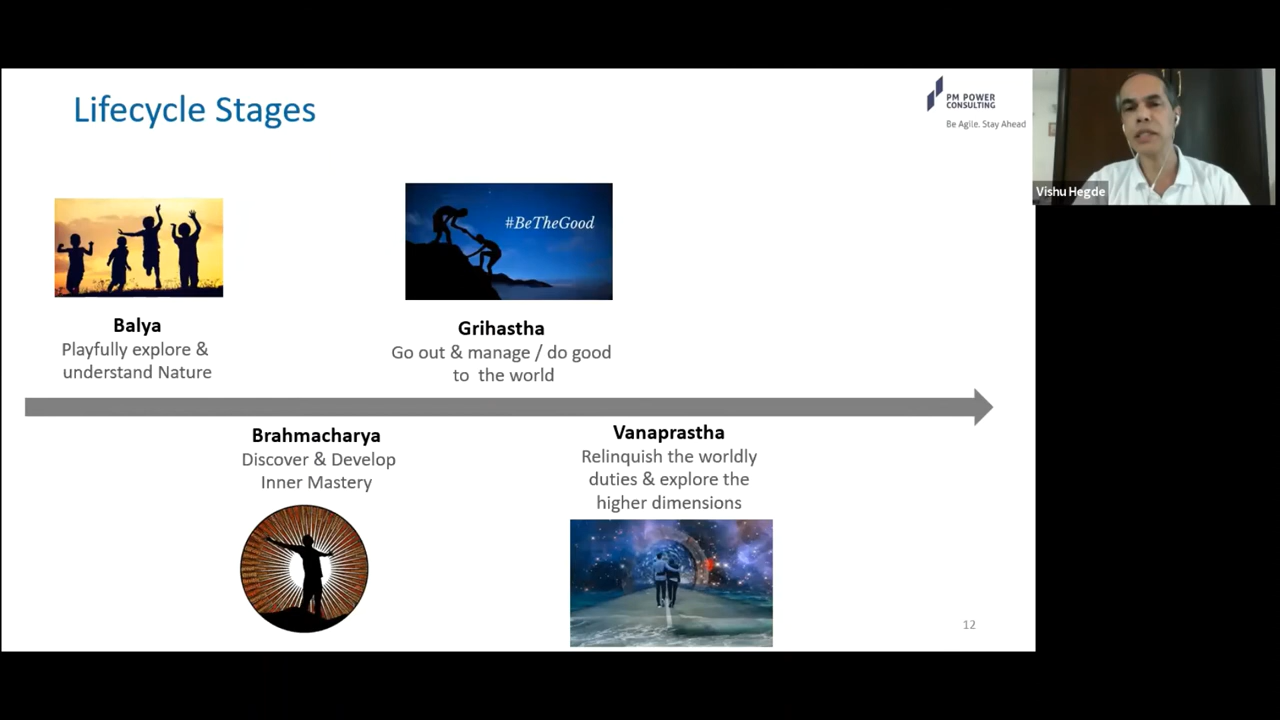 Lifecycle Stages
PM POWER
CONSULTING
Be Agile. Stay Ahead
Vishu Hegde
#BeTheGood
Balya
Playfully explore &
understand Nature
Grihastha
Go out & manage / do good
to the world
Brahmacharya
Discover & Develop
Inner Mastery
Vanaprastha
Relinquish the worldly
duties & explore the
higher dimensions
12